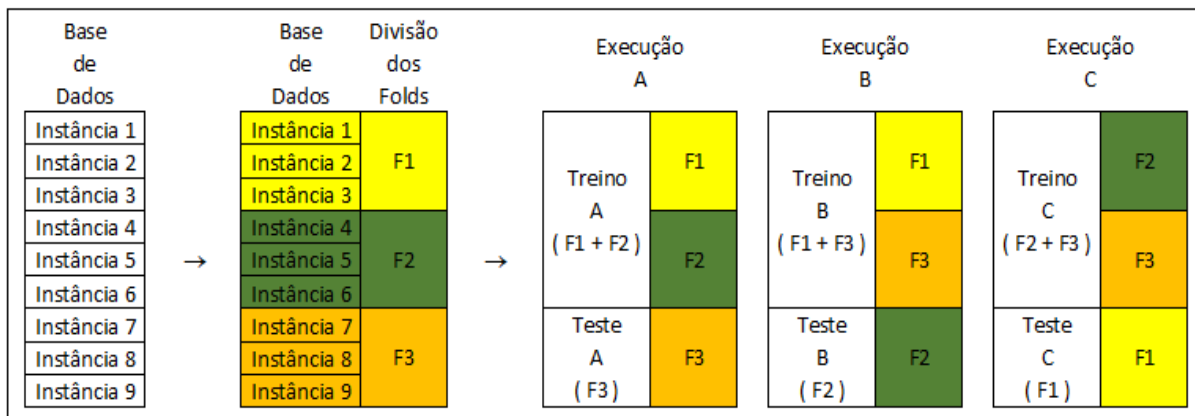 Base
de
Dados
Instância 1
Instância 2
Instância 3
Instância 4
Instância 5
Instância 6
Instância 7
Instância 8
Instância 9
→
Base
de
Dados
Instância 1
Instância 2
Instância 3
Instância 4
Instância 5
Instância 6
Instância 7
Instância 8
Instância 9
Divisão
dos
Folds
F1
F2
F3
→
Execução
A
Treino
A
( F1 + F2 )
F1
F2
Teste
A
( F3 )
F3
Execução
B
Treino
B
( F1 + F3 )
F1
F3
Teste
B
( F2 )
F2
Execução
C
Treino
C
( F2 + F3 )
F2
F3
Teste
C
( F1 )
F1